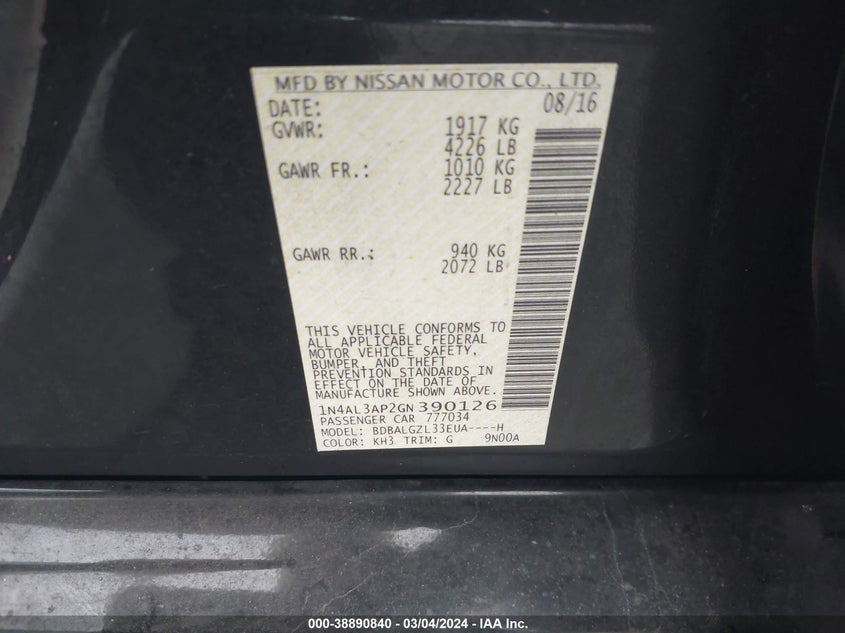 MFD BY NISSAN MOTOR CO., LTD.
DATE: 08/16
GVWR: 1917 KG
4226 LB
GAWR FR.: 1010 KG
2227 LB
GAWR RR.: 940 KG
2072 LB
THIS VEHICLE CONFORMS TO
ALL APPLICABLE FEDERAL
MOTOR VEHICLE SAFETY,
BUMPER, AND THEFT
PREVENTION STANDARDS IN
EFFECT ON THE DATE OF
MANUFACTURE SHOWN ABOVE.
1N4AL3AP2GN390126
PASSENGER CAR 777034
MODEL: BDBALGZL33EUA----H
COLOR: KH3 TRIM: G 9N00A
000-38890840 - 03/04/2024 - IAA Inc.